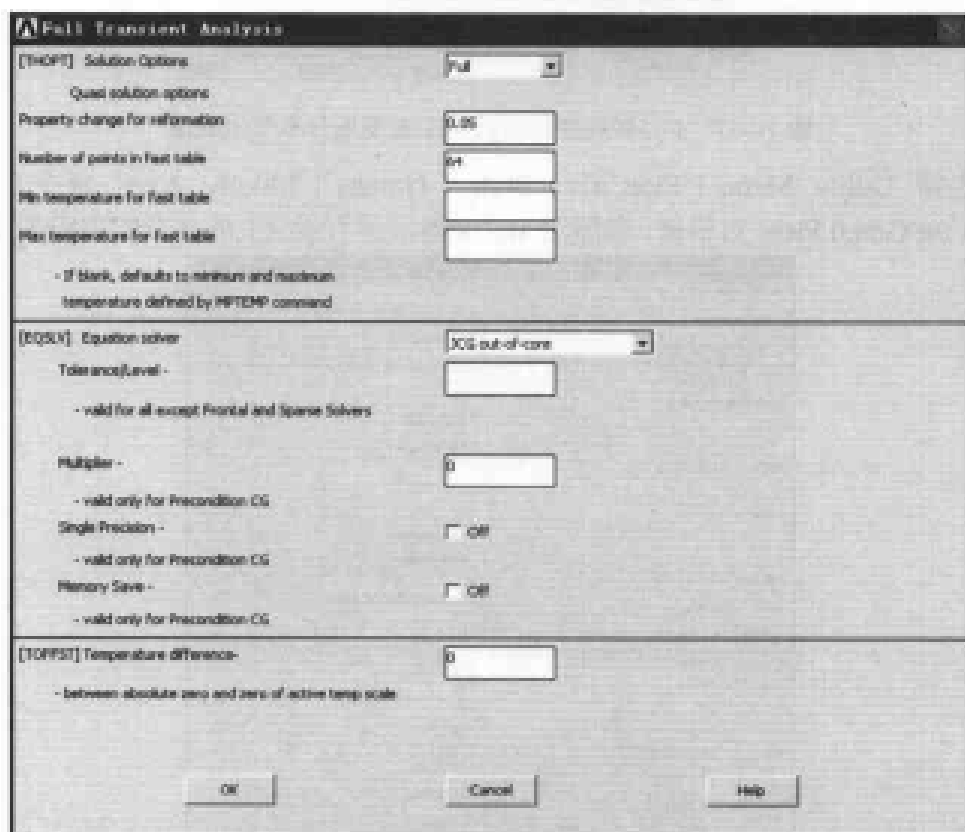 Full Transient Analysis
[THOPT] Solution Options
Full
Quasi solution options
Property change for reformation
0.05
Number of points in fast table
64
Min temperature for fast table
Max temperature for fast table
- If blank, defaults to minimum and maximum
temperature defined by MPTEMP command
[EQSLV] Equation solver
JCG out-of-core
Tolerance/Level -
- valid for all except Frontal and Sparse Solvers
Multiplier -
0
- valid only for Precondition CG
Single Precision -
Off
- valid only for Precondition CG
Memory Save -
Off
- valid only for Precondition CG
[TOFFST] Temperature difference-
0
- between absolute zero and zero of active temp scale
OK
Cancel
Help